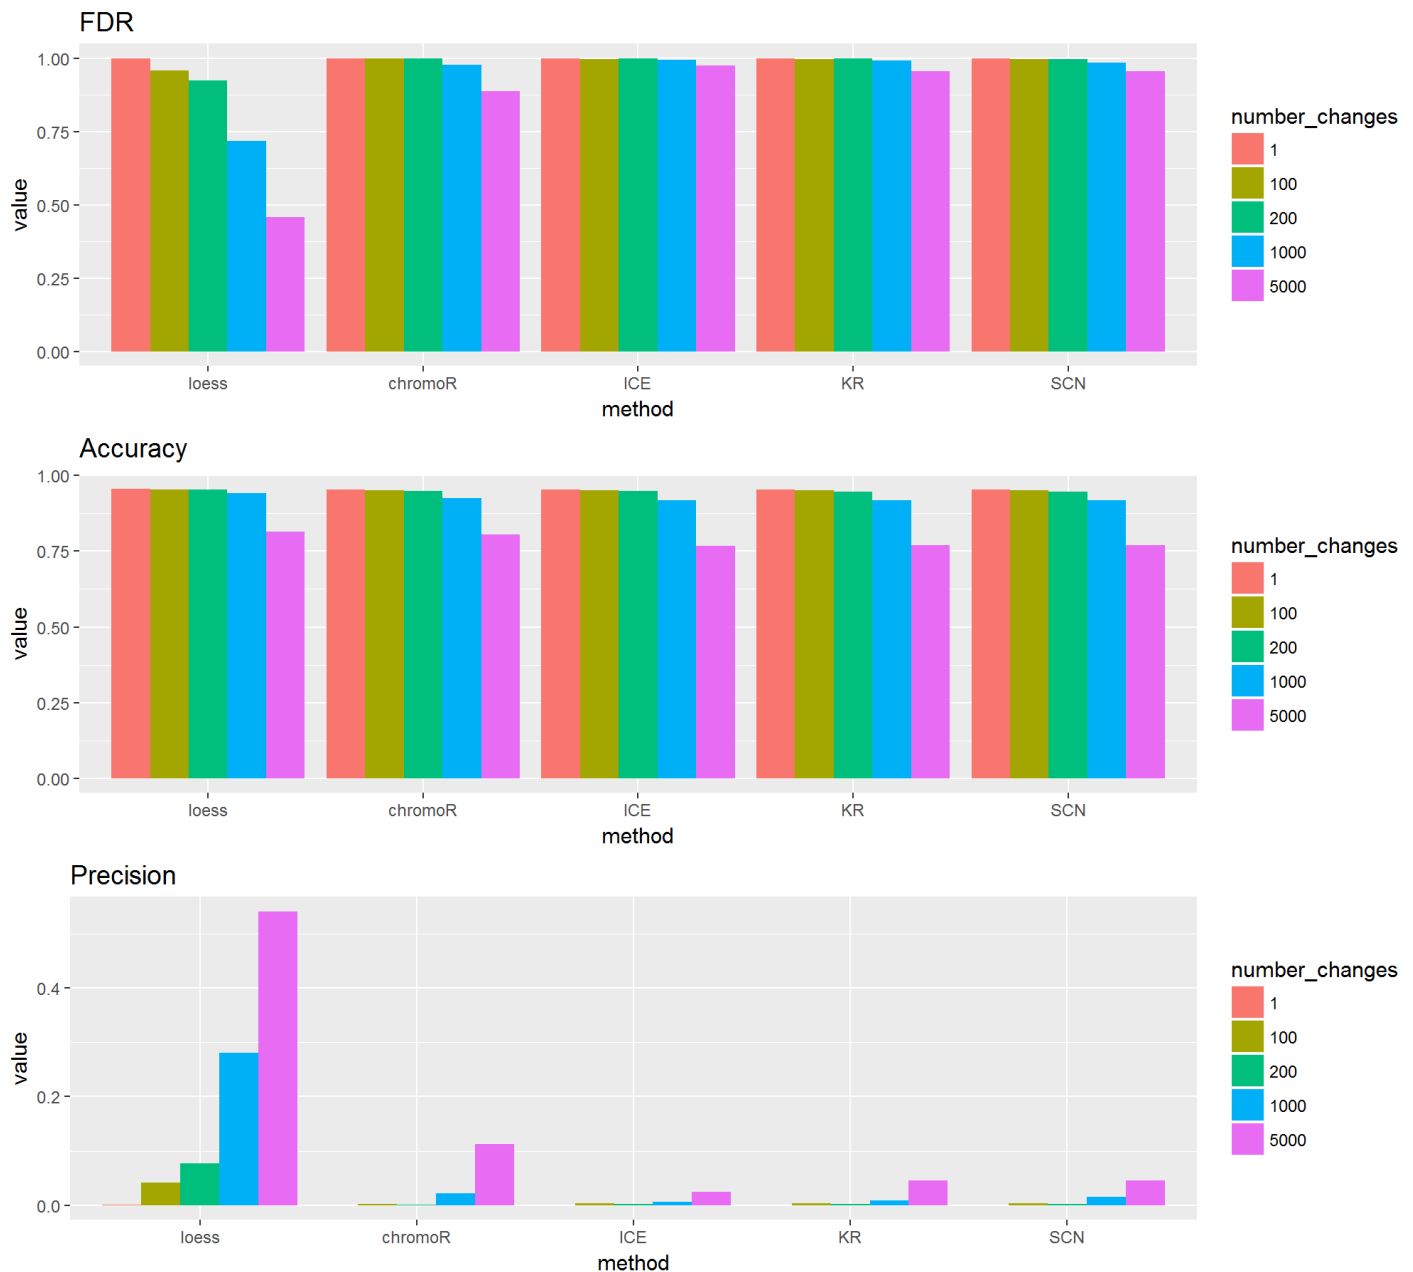 FDR
value
1.00
0.75
0.50
0.25
0.00
loess chromoR ICE KR SCN
method
number_changes
1
100
200
1000
5000
Accuracy
value
1.00
0.75
0.50
0.25
0.00
loess chromoR ICE KR SCN
method
number_changes
1
100
200
1000
5000
Precision
value
0.4
0.2
0.0
loess chromoR ICE KR SCN
method
number_changes
1
100
200
1000
5000